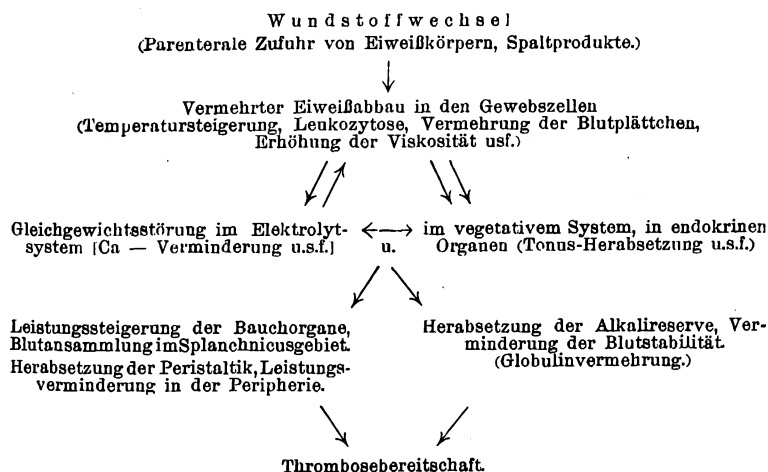 Wundstoffwechsel
(Parenterale Zufuhr von Eiweißkörpern, Spaltprodukte.)
Vermehrter Eiweißabbau in den Gewebszellen
(Temperatursteigerung, Leukozytose, Vermehrung der Blutplättchen,
Erhöhung der Viskosität usf.)
Gleichgewichtsstörung im Elektrolyt-
system [Ca — Verminderung u.s.f.]
u.
im vegetativem System, in endokrinen
Organen (Tonus-Herabsetzung u.s.f.)
Leistungssteigerung der Bauchorgane,
Blutansammlung im Splanchnicusgebiet.
Herabsetzung der Peristaltik, Leistungs-
verminderung in der Peripherie.
Herabsetzung der Alkalireserve, Ver-
minderung der Blutstabilität.
(Globulinvermehrung.)
Thrombosebereitschaft.